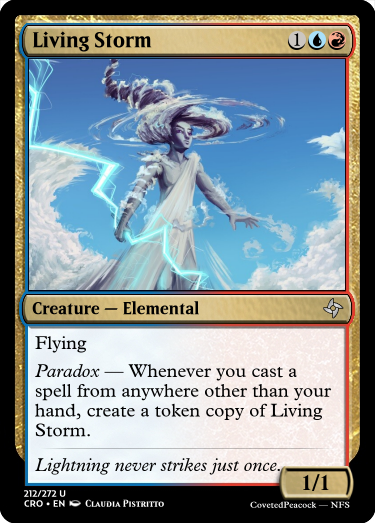 Living Storm 1
Creature — Elemental
Flying
Paradox — Whenever you cast a
spell from anywhere other than your
hand, create a token copy of Living
Storm.
Lightning never strikes just once.
1/1
212/272 U
CRO • EN Claudia Pistritto
CovetedPeacock — NFS